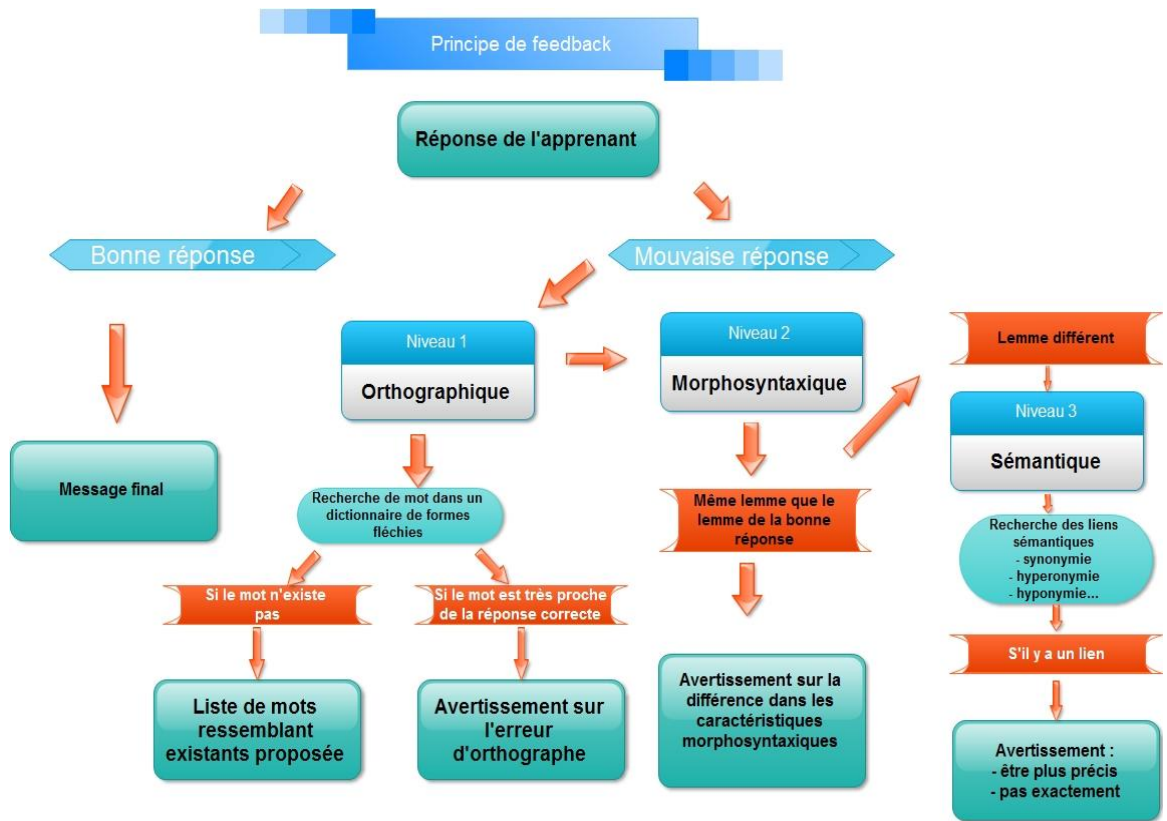 Principe de feedback
Réponse de l'apprenant
Bonne réponse
Mouvaise réponse
Niveau 1
Orthographique
Niveau 2
Morphosyntaxique
Lemme différent
Niveau 3
Sémantique
Message final
Recherche de mot dans un
dictionnaire de formes
fléchies
Même lemme que le
lemme de la bonne
réponse
Recherche des liens
sémantiques
- synonymie
- hyperonymie
- hyponymie...
Si le mot n'existe
pas
Si le mot est très proche
de la réponse correcte
S'il y a un lien
Liste de mots
ressemblant
existants proposée
Avertissement sur
l'erreur
d'orthographe
Avertissement sur la
différence dans les
caractéristiques
morphosyntaxiques
Avertissement :
- être plus précis
- pas exactement